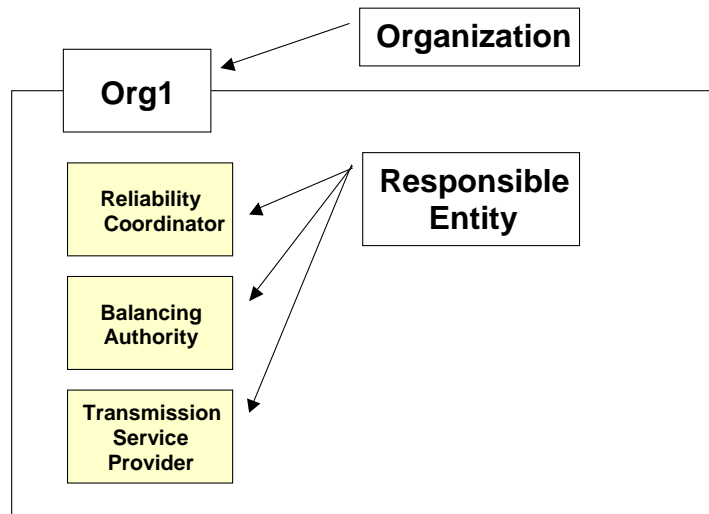 Organization
Org1
Responsible
Entity
Reliability
Coordinator
Balancing
Authority
Transmission
Service
Provider